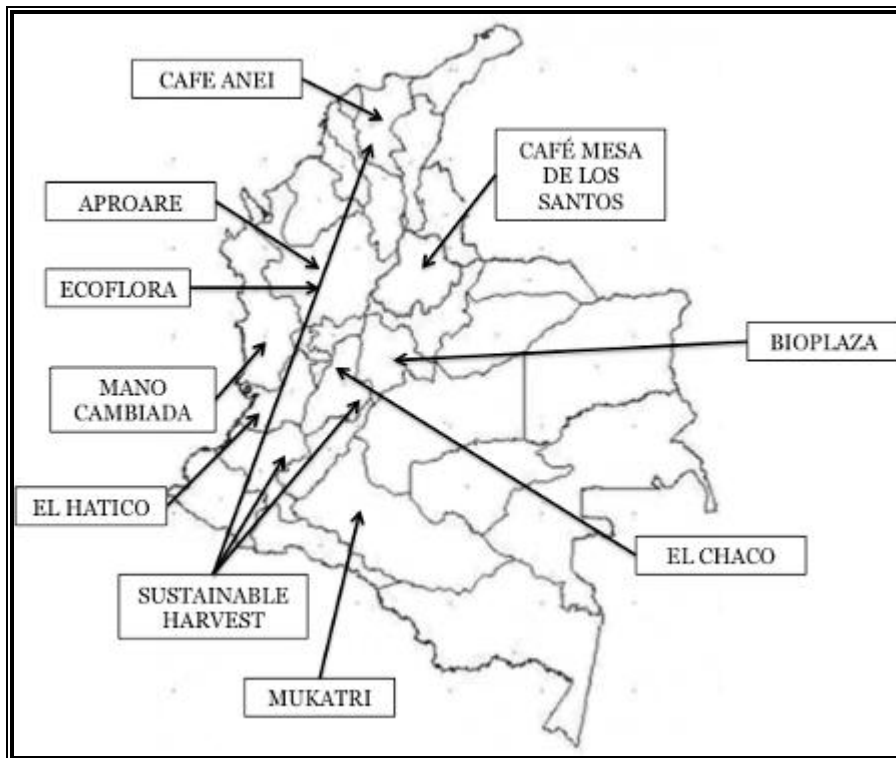 CAFE ANEI
CAFÉ MESA
DE LOS
SANTOS
APROARE
ECOFLORA
BIOPLAZA
MANO
CAMBIADA
EL HATICO
EL CHACO
SUSTAINABLE
HARVEST
MUKATRI